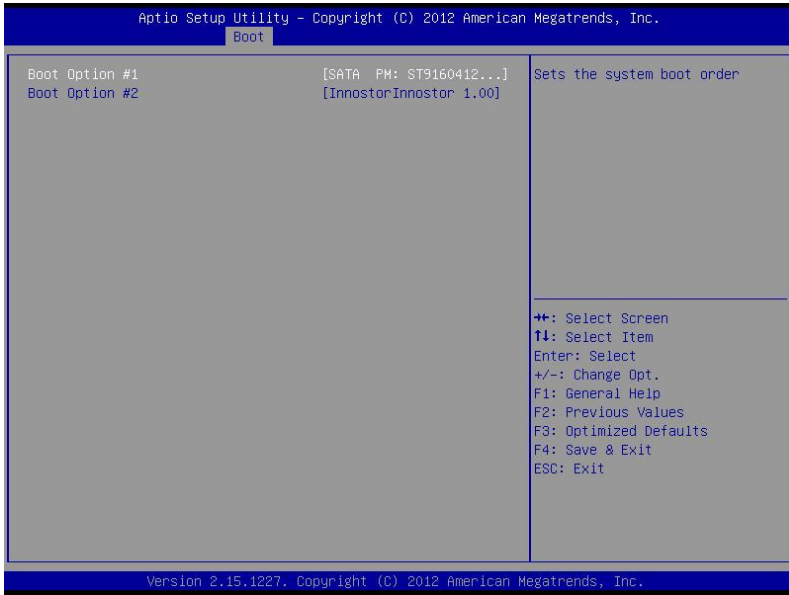 Aptio Setup Utility – Copyright (C) 2012 American Megatrends, Inc.
Boot
Boot Option #1 [SATA PM: ST9160412...]
Boot Option #2 [InnostorInnostor 1.00]
Sets the system boot order
→←: Select Screen
↑↓: Select Item
Enter: Select
+/-: Change Opt.
F1: General Help
F2: Previous Values
F3: Optimized Defaults
F4: Save & Exit
ESC: Exit
Version 2.15.1227. Copyright (C) 2012 American Megatrends, Inc.